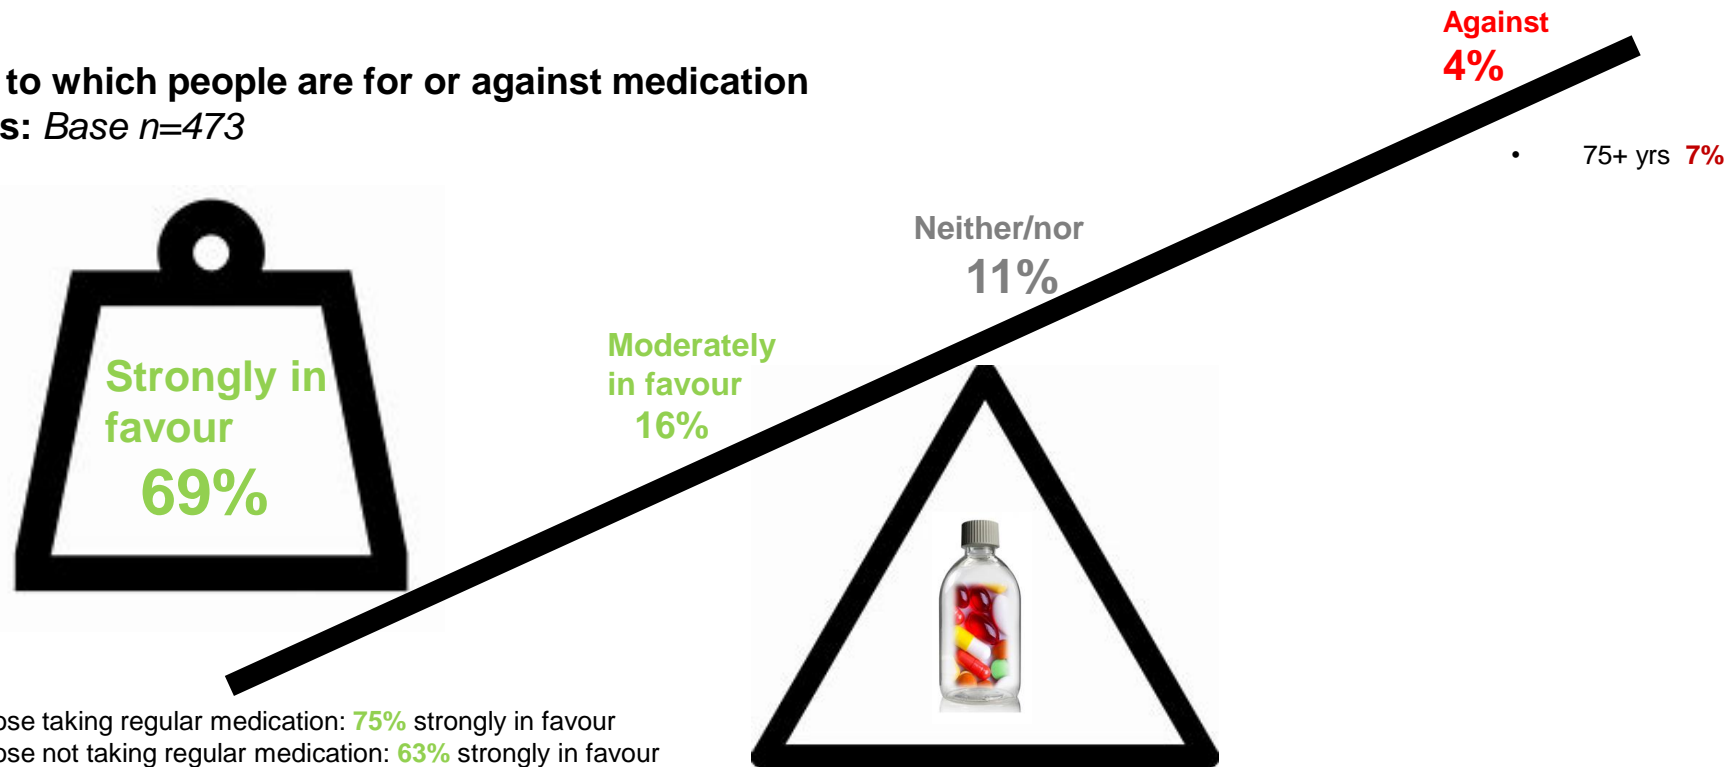 to which people are for or against medication
s: Base n=473
Against
4%
• 75+ yrs 7%
Neither/nor
11%
Moderately
in favour
16%
Strongly in
favour
69%
ose taking regular medication: 75% strongly in favour
ose not taking regular medication: 63% strongly in favour